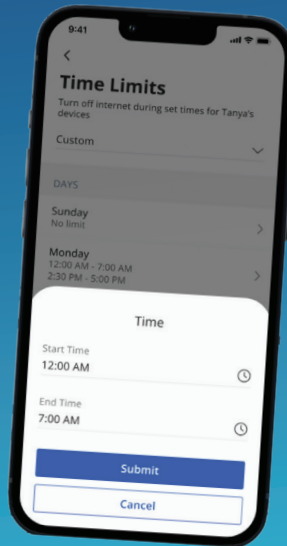 9:41
Time Limits
Turn off internet during set times for Tanya's
devices
Custom
DAYS
Sunday
No limit
Monday
12:00 AM - 7:00 AM
2:30 PM - 5:00 PM
Time
Start Time
12:00 AM
End Time
7:00 AM
Submit
Cancel